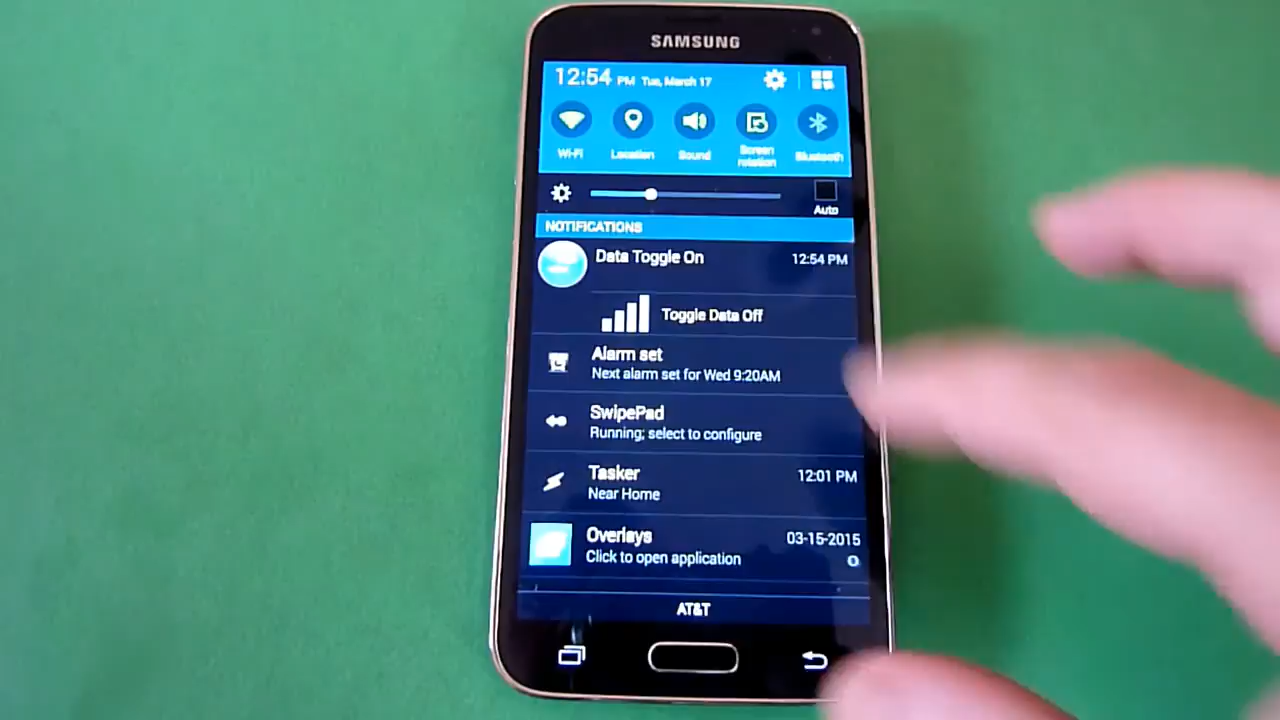 SAMSUNG
12:54 PM Tue, March 17
Wi-Fi Location Sound Screen rotation Bluetooth
Auto
NOTIFICATIONS
Data Toggle On 12:54 PM
Toggle Data Off
Alarm set
Next alarm set for Wed 9:20AM
SwipePad
Running; select to configure
Tasker 12:01 PM
Near Home
Overlays 03-15-2015
Click to open application 0
AT&T